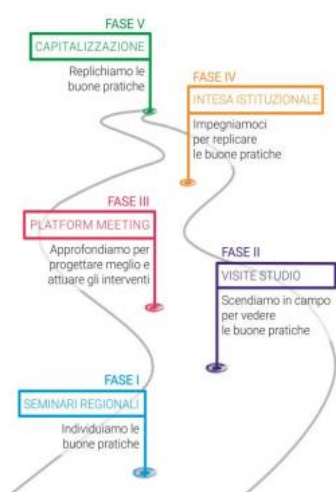 FASE V
CAPITALIZZAZIONE
Replichiamo le
buone pratiche
FASE IV
INTESA ISTITUZIONALE
Impegniamoci
per replicare
le buone pratiche
FASE III
PLATFORM MEETING
Approfondiamo per
progettare meglio e
attuare gli interventi
FASE II
VISITE STUDIO
Scendiamo in campo
per vedere
le buone pratiche
FASE I
SEMINARI REGIONALI
Individuiamo le
buone pratiche